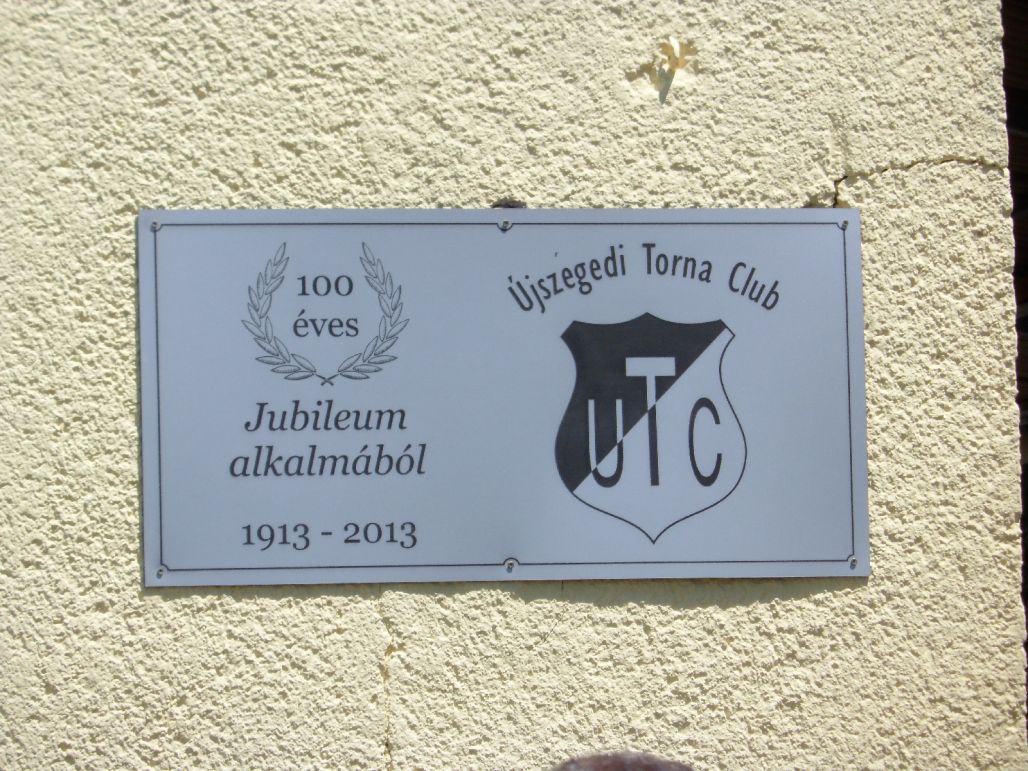 100
éves
Jubileum
alkalmából
1913 - 2013
Újszegedi Torna Club
UTC